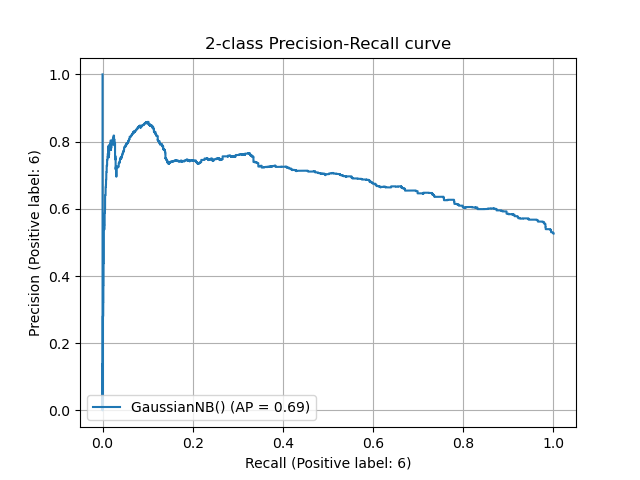 2-class Precision-Recall curve
1.0
0.8
0.6
0.4
0.2
0.0
Precision (Positive label: 6)
GaussianNB() (AP = 0.69)
0.0 0.2 0.4 0.6 0.8 1.0
Recall (Positive label: 6)